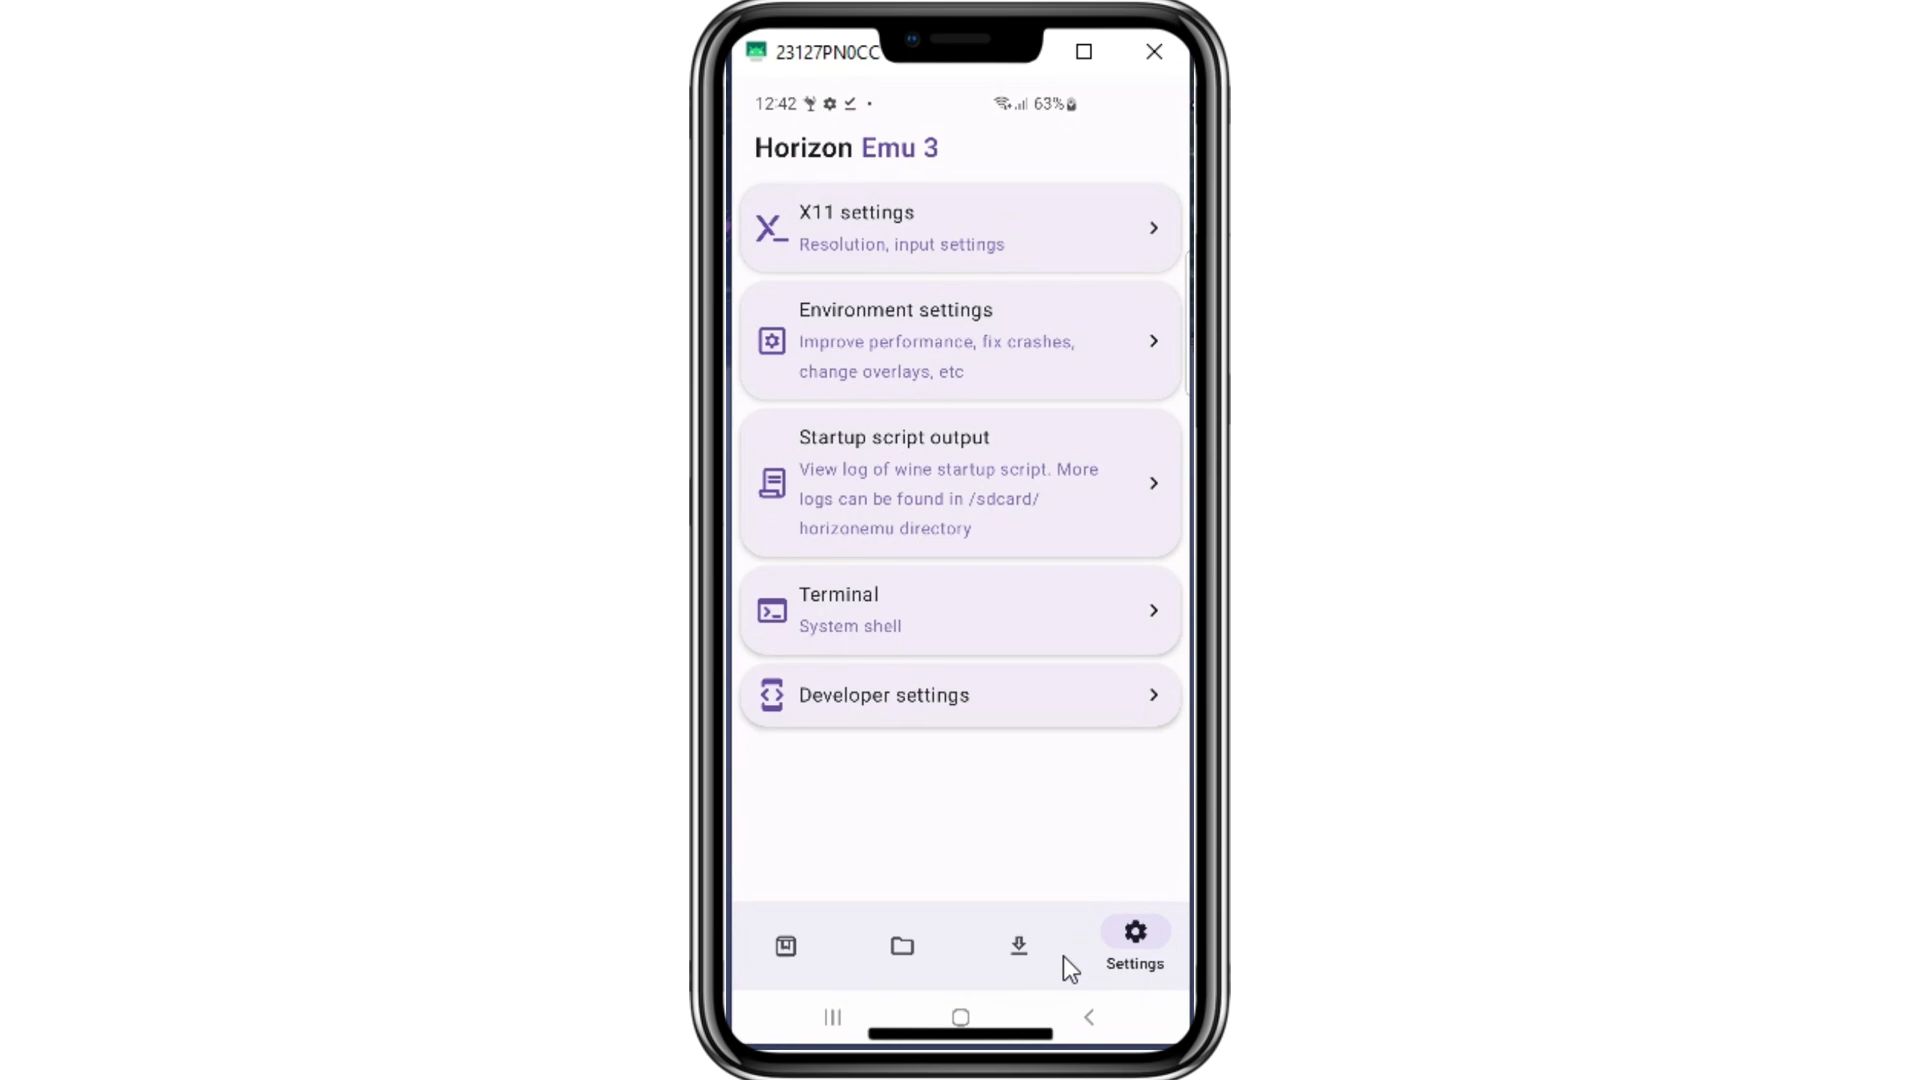 23127PN0CC
12:42
63%
Horizon Emu 3
X11 settings
Resolution, input settings
Environment settings
Improve performance, fix crashes,
change overlays, etc
Startup script output
View log of wine startup script. More
logs can be found in /sdcard/
horizonemu directory
Terminal
System shell
Developer settings
Settings